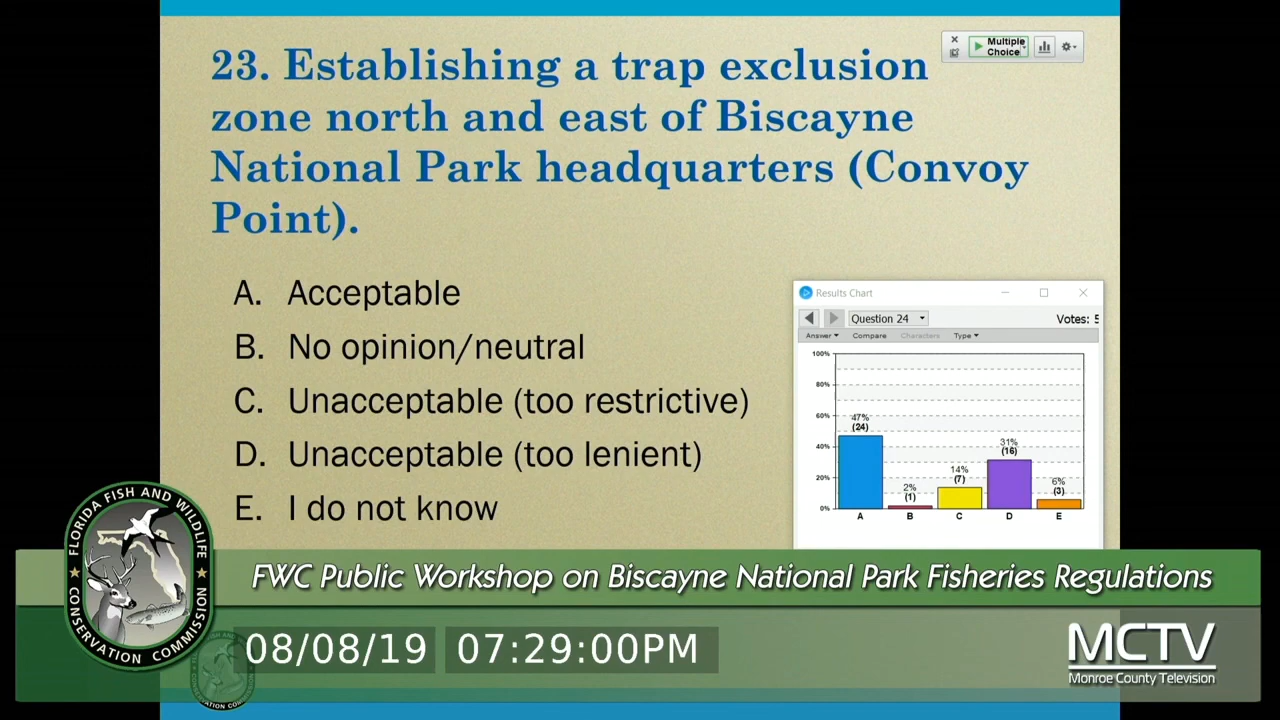 23. Establishing a trap exclusion
zone north and east of Biscayne
National Park headquarters (Convoy
Point).
Multiple
Choice
A. Acceptable
B. No opinion/neutral
C. Unacceptable (too restrictive)
D. Unacceptable (too lenient)
E. I do not know
Results Chart
Question 24
Votes: 5
Answer Compare Characters Type
100%
80%
60%
40%
20%
0%
47%
(24)
2%
(1)
14%
(7)
31%
(16)
6%
(3)
A B C D E
FLORIDA FISH AND WILDLIFE
CONSERVATION COMMISSION
FWC Public Workshop on Biscayne National Park Fisheries Regulations
08/08/19 07:29:00PM
MCTV
Monroe County Television